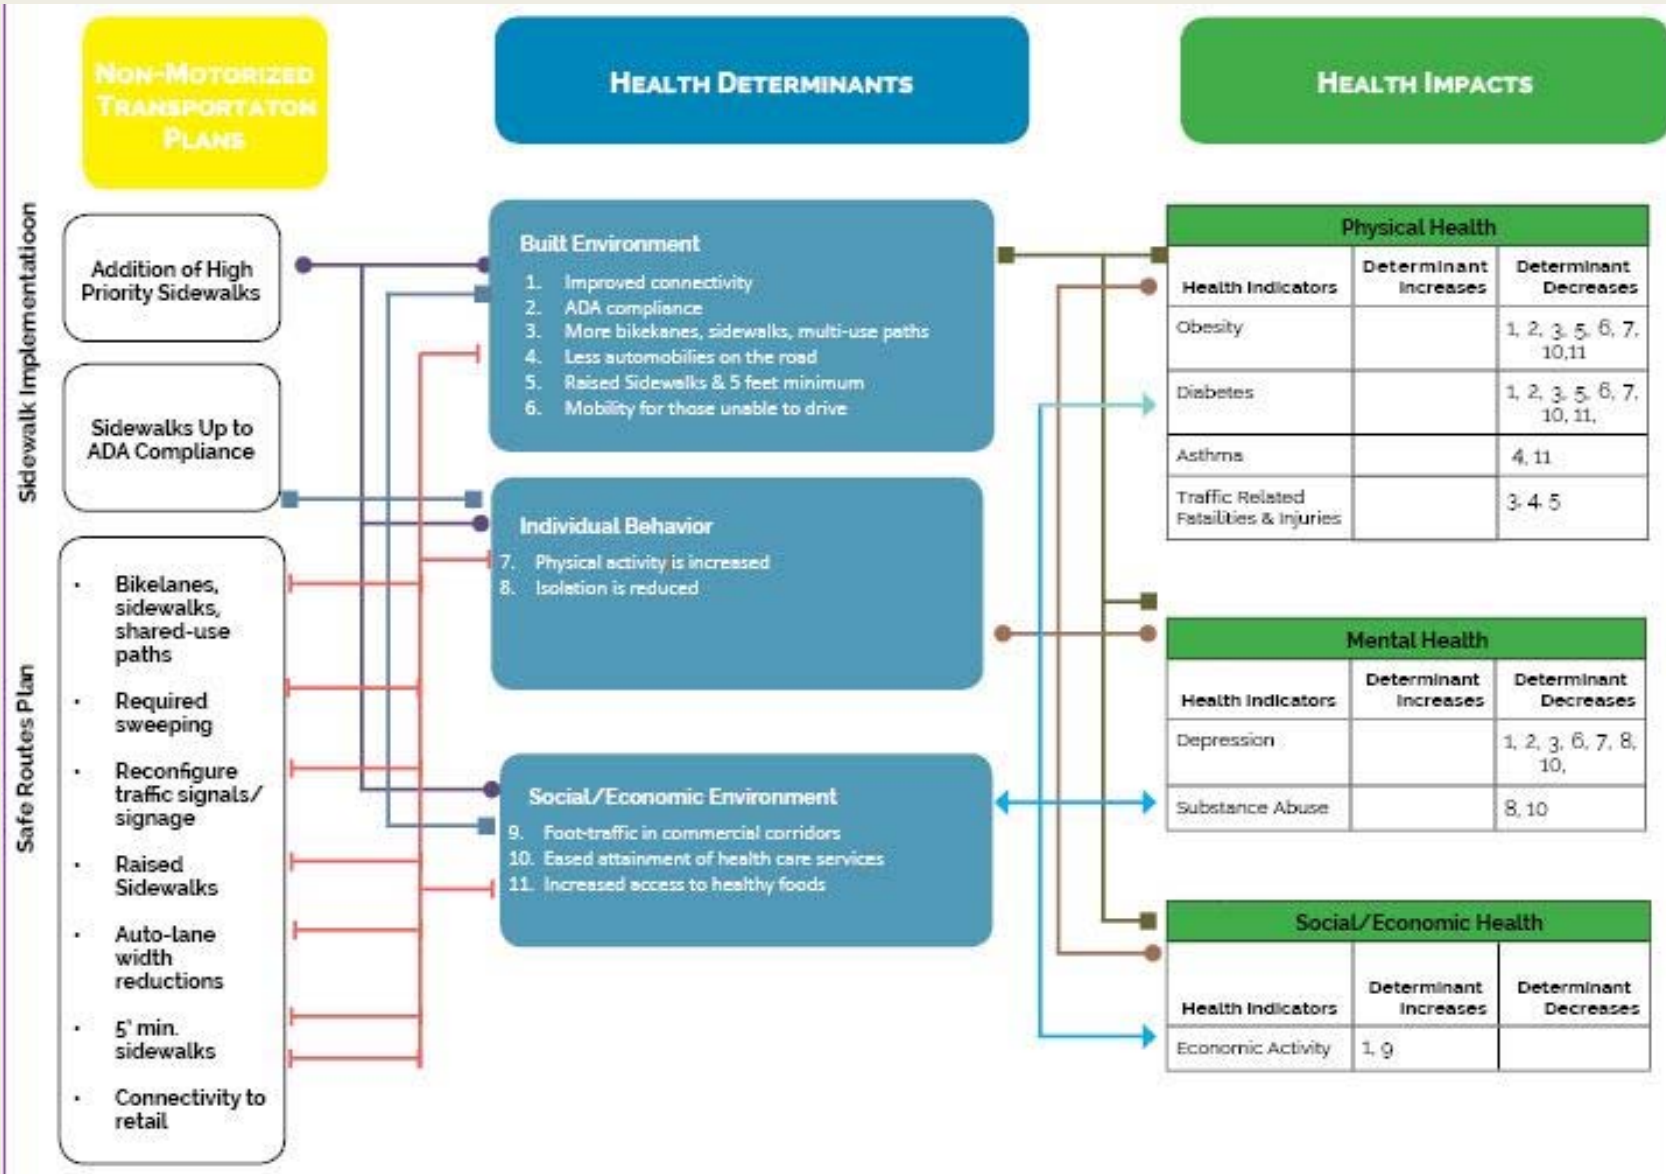 NON-MOTORIZED
TRANSPORTATON
PLANS
HEALTH DETERMINANTS
HEALTH IMPACTS
Sidewalk Implementatioon
Addition of High
Priority Sidewalks
Sidewalks Up to
ADA Compliance
Safe Routes Plan
• Bikelanes,
sidewalks,
shared-use
paths
• Required
sweeping
• Reconfigure
traffic signals/
signage
• Raised
Sidewalks
• Auto-lane
width
reductions
• 5' min.
sidewalks
• Connectivity to
retail
Built Environment
1. Improved connectivity
2. ADA compliance
3. More bikekanes, sidewalks, multi-use paths
4. Less automobilies on the road
5. Raised Sidewalks & 5 feet minimum
6. Mobility for those unable to drive
Individual Behavior
7. Physical activity is increased
8. Isolation is reduced
Social/Economic Environment
9. Foot-traffic in commercial corridors
10. Eased attainment of health care services
11. Increased access to healthy foods
Physical Health
Health Indicators
Determinant
Increases
Determinant
Decreases
Obesity
1, 2, 3, 5, 6, 7,
10,11
Diabetes
1, 2, 3, 5, 6, 7,
10, 11,
Asthma
4, 11
Traffic Related
Fatailities & Injuries
3, 4, 5
Mental Health
Health Indicators
Determinant
Increases
Determinant
Decreases
Depression
1, 2, 3, 6, 7, 8,
10,
Substance Abuse
8, 10
Social/Economic Health
Health Indicators
Determinant
Increases
Determinant
Decreases
Economic Activity
1, 9